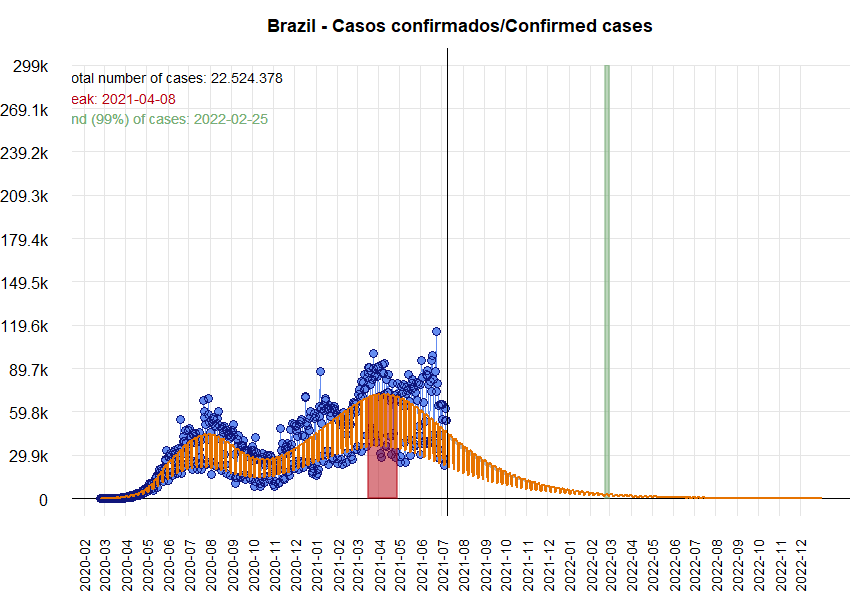 Brazil - Casos confirmados/Confirmed cases
299k
otal number of cases: 22.524.378
eak: 2021-04-08
269.1k
nd (99%) of cases: 2022-02-25
239.2k
209.3k
179.4k
149.5k
119.6k
89.7k
59.8k
29.9k
0
2020-02
2020-03
2020-04
2020-05
2020-06
2020-07
2020-08
2020-09
2020-10
2020-11
2020-12
2021-01
2021-03
2021-04
2021-05
2021-06
2021-07
2021-08
2021-09
2021-10
2021-11
2021-12
2022-01
2022-02
2022-03
2022-04
2022-05
2022-06
2022-07
2022-08
2022-09
2022-10
2022-11
2022-12